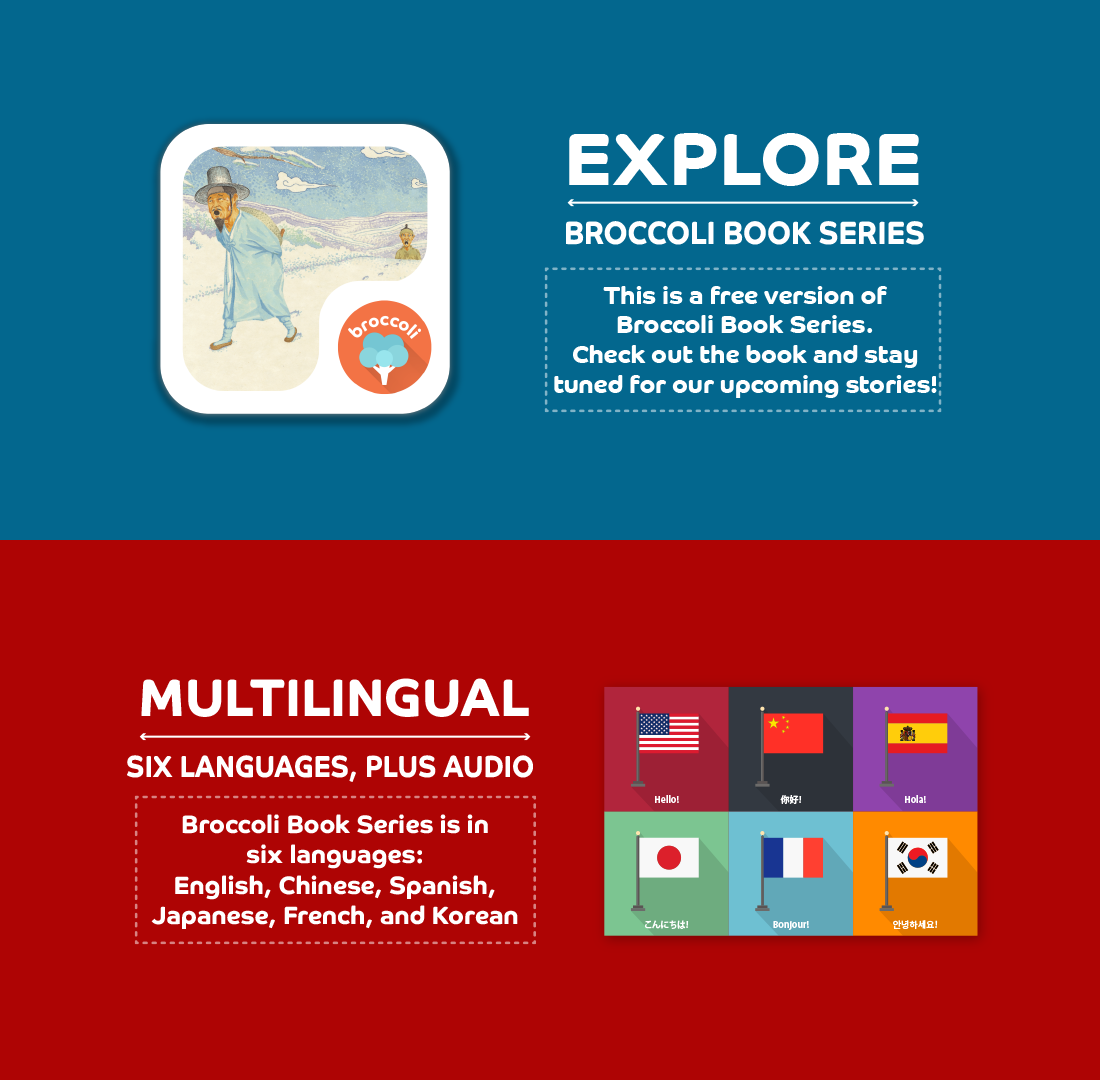 EXPLORE
BROCCOLI BOOK SERIES
This is a free version of
Broccoli Book Series.
Check out the book and stay
tuned for our upcoming stories!
broccoli
MULTILINGUAL
SIX LANGUAGES, PLUS AUDIO
Broccoli Book Series is in
six languages:
English, Chinese, Spanish,
Japanese, French, and Korean
Hello!
你好!
Hola!
こんにちは!
Bonjour!
안녕하세요!